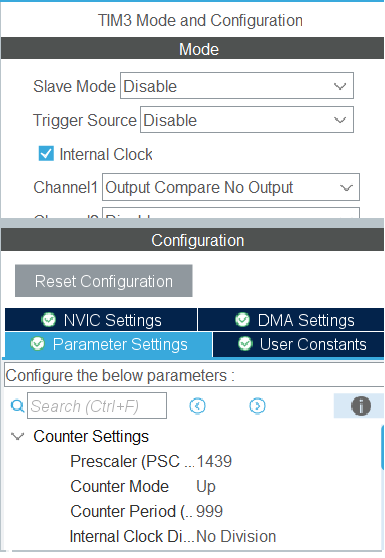 TIM3 Mode and Configuration
Mode
Slave Mode Disable
Trigger Source Disable
Internal Clock
Channel1 Output Compare No Output
Configuration
Reset Configuration
NVIC Settings DMA Settings
Parameter Settings User Constants
Configure the below parameters :
Search (Ctrl+F)
Counter Settings
Prescaler (PSC ... 1439
Counter Mode Up
Counter Period (... 999
Internal Clock Di... No Division